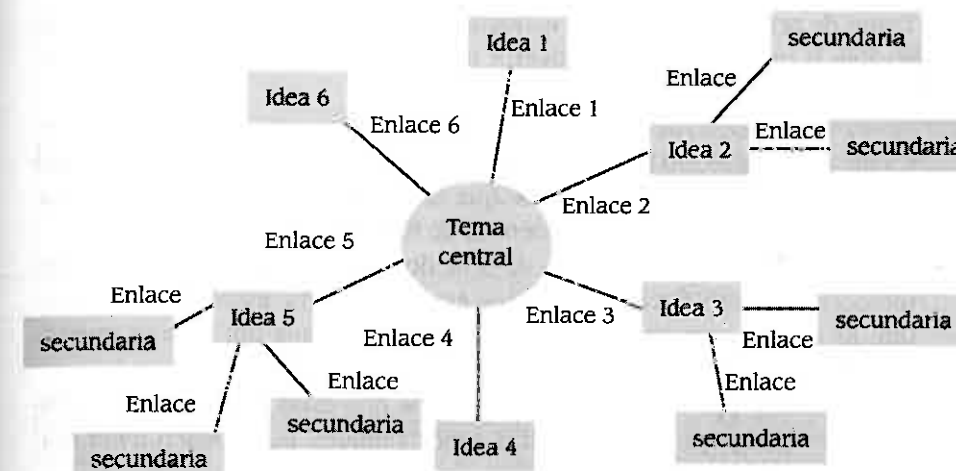 Idea 1
secundaria
Enlace
Idea 6
Enlace 6
Enlace 1
Enlace
Idea 2
secundaria
Enlace 2
Tema
central
Enlace 5
Enlace
Idea 5
secundaria
Enlace 4
Enlace 3
Idea 3
secundaria
Enlace
Enlace
Enlace
Enlace
secundaria
Idea 4
secundaria
secundaria